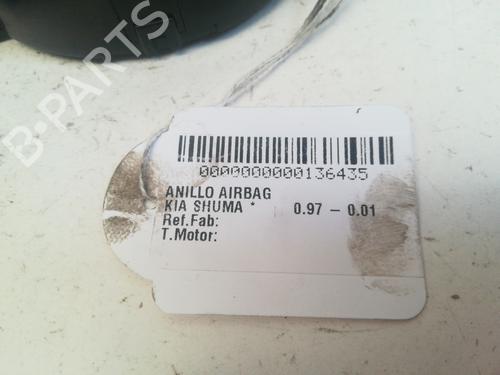 B-PARTS
0000000000136435
ANILLO AIRBAG
KIA SHUMA * 0.97 - 0.01
Ref.Fab:
T.Motor: